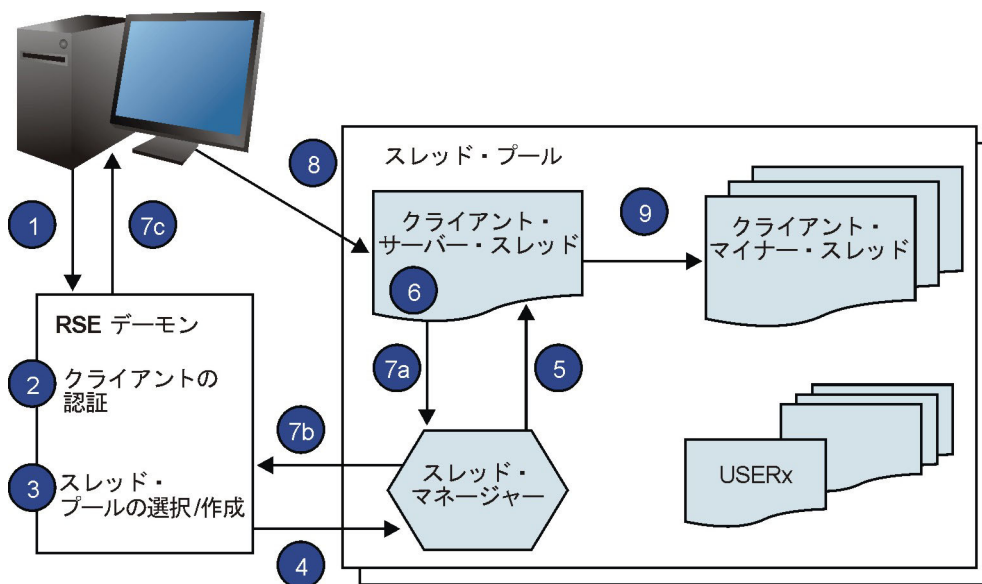 8
スレッド・プール
1
7c
クライアント・
サーバー・スレッド
9
クライアント・
マイナー・スレッド
6
RSE デーモン
2
クライアントの
認証
7a
5
7b
3
スレッド・
プールの選択/作成
スレッド・
マネージャー
USERx
4